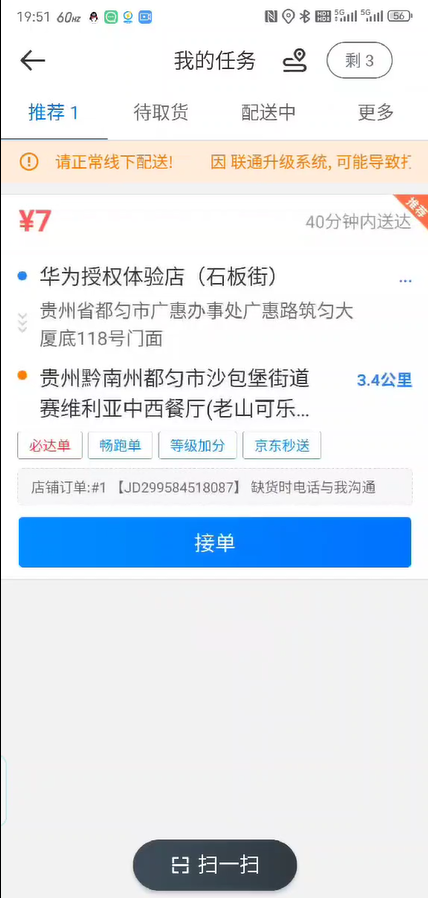 19:51 60HZ 5G 5G 56
我的任务 剩 3
推荐 1 待取货 配送中 更多
请正常线下配送! 因 联通升级系统, 可能导致打
推荐
¥7 40分钟内送达
华为授权体验店（石板街） ...
贵州省都匀市广惠办事处广惠路筑匀大
厦底118号门面
贵州黔南州都匀市沙包堡街道 3.4公里
赛维利亚中西餐厅(老山可乐...
必达单 畅跑单 等级加分 京东秒送
店铺订单:#1 【JD299584518087】 缺货时电话与我沟通
接单
扫一扫